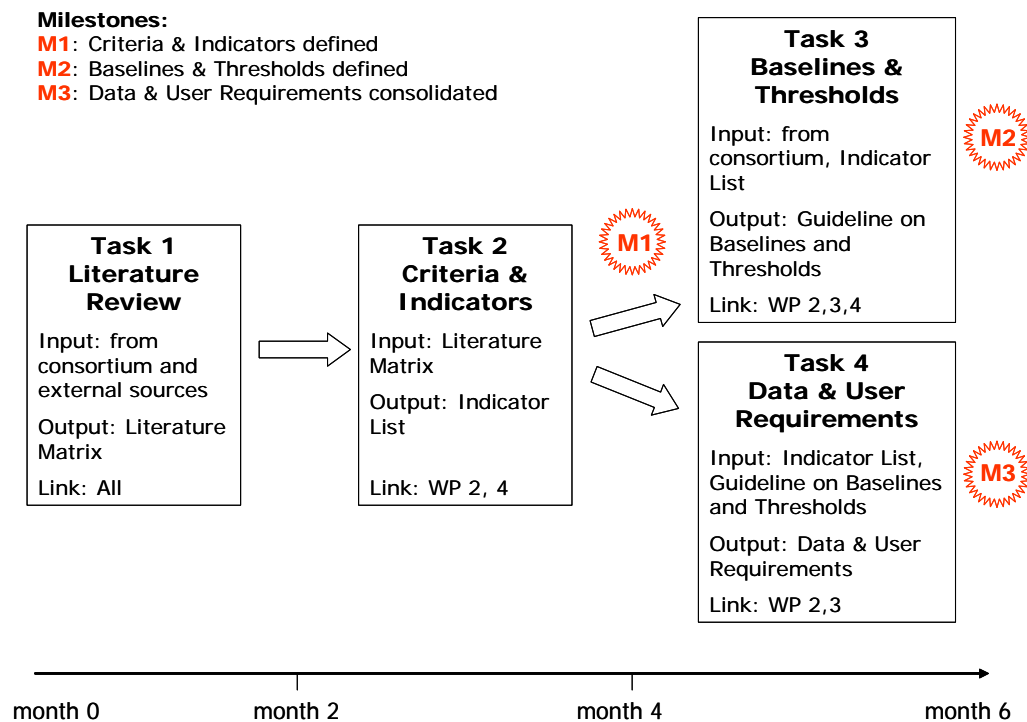 Milestones:
M1: Criteria & Indicators defined
M2: Baselines & Thresholds defined
M3: Data & User Requirements consolidated
Task 1
Literature
Review
Input: from
consortium and
external sources
Output: Literature
Matrix
Link: All
Task 2
Criteria &
Indicators
Input: Literature
Matrix
Output: Indicator
List
Link: WP 2, 4
M1
Task 3
Baselines &
Thresholds
Input: from
consortium, Indicator
List
Output: Guideline on
Baselines and
Thresholds
Link: WP 2,3,4
M2
Task 4
Data & User
Requirements
Input: Indicator List,
Guideline on Baselines
and Thresholds
Output: Data & User
Requirements
Link: WP 2,3
M3
month 0
month 2
month 4
month 6